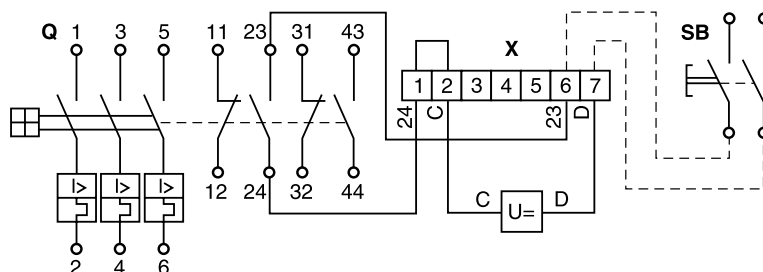 Q 1 3 5 11 23 31 43 X SB
1 2 3 4 5 6 7
24 C 23 D
I> I> I>
12 24 32 44
C U= D
2 4 6